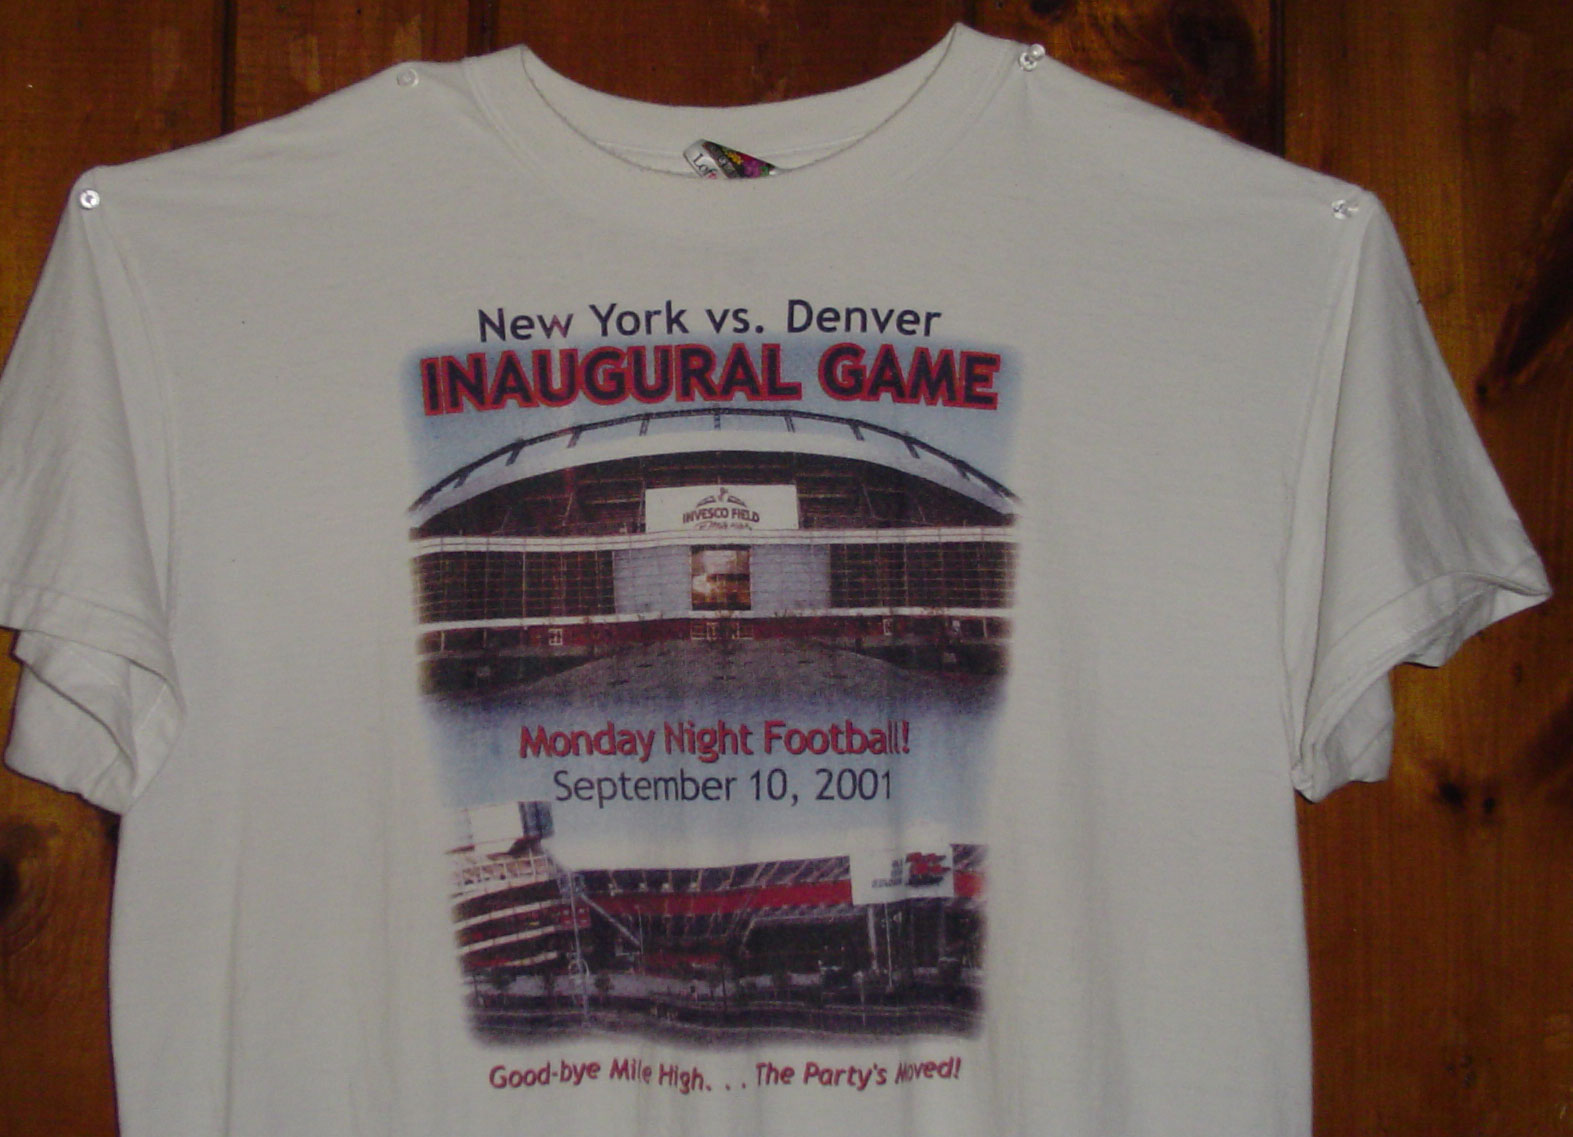 New York vs. Denver
INAUGURAL GAME
INVESCO FIELD
Monday Night Football!
September 10, 2001
Good-bye Mile High. . . The Party's Moved!